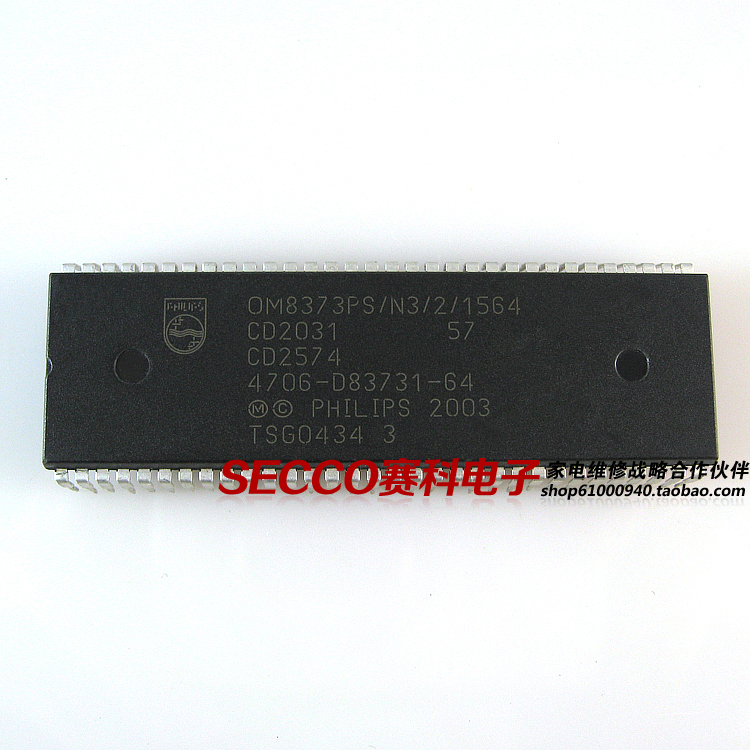 PHILIPS
OM8373PS/N3/2/1564
CD2031 57
CD2574
4706-D83731-64
Ⓜ© PHILIPS 2003
TSG0434 3
SECCO赛科电子
家电维修战略合作伙伴
shop61000940.taobao.com